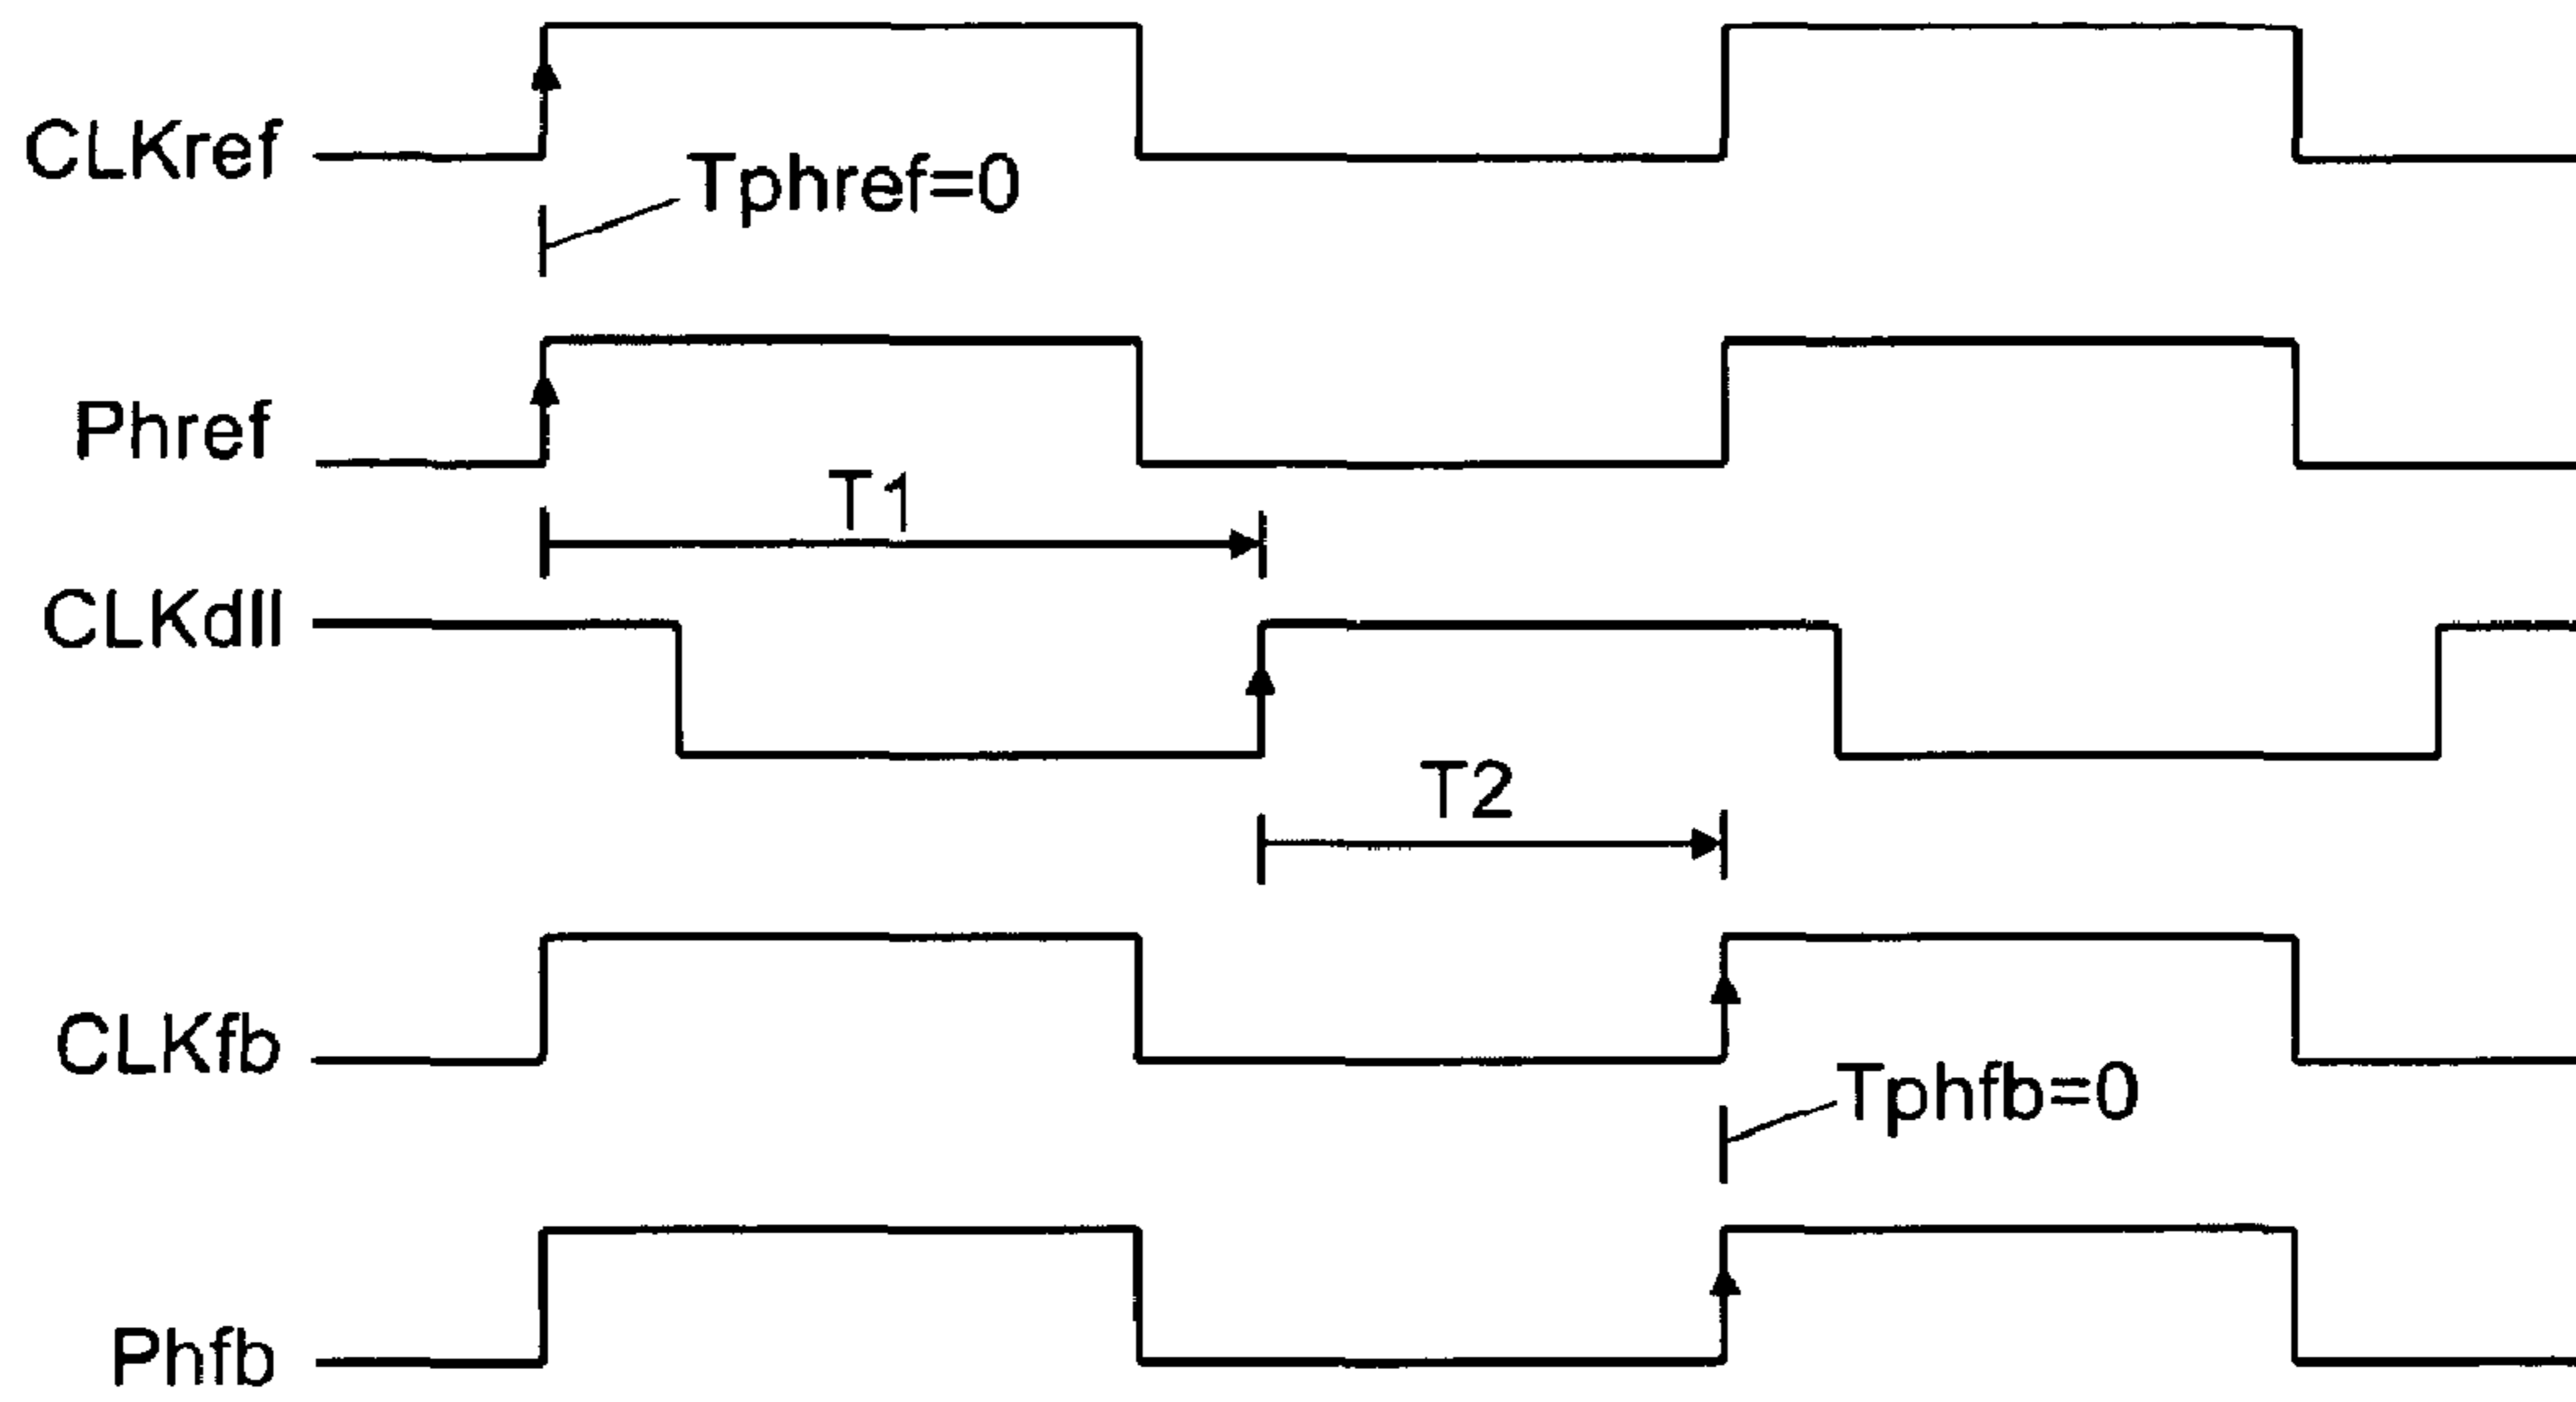 CLKref
Tphref=0
Phref
T1
CLKdll
T2
CLKfb
Tphfb=0
Phfb